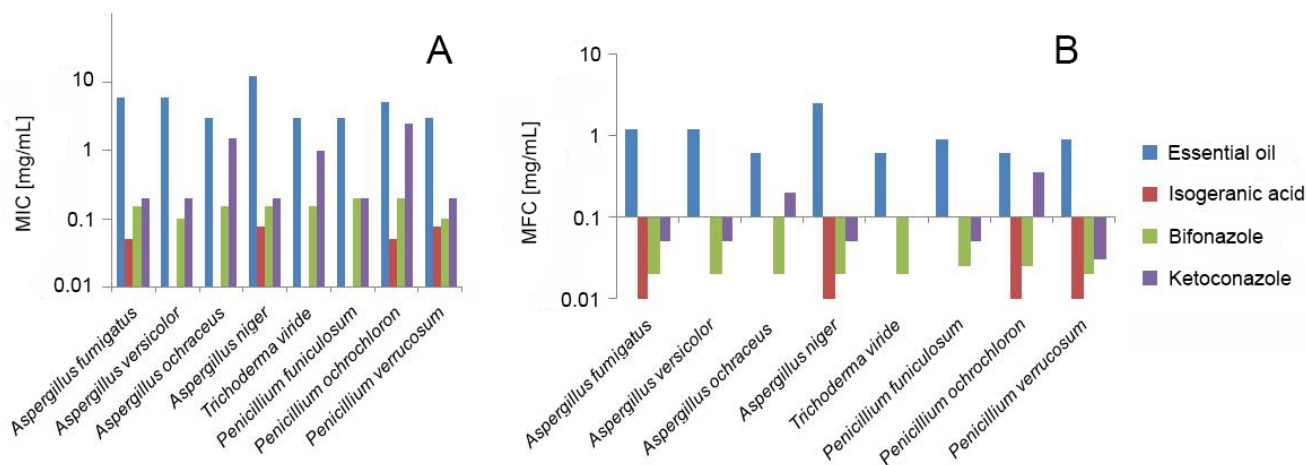 A
MIC [mg/mL]
10
1
0.1
0.01
Aspergillus fumigatus
Aspergillus versicolor
Aspergillus ochraceus
Aspergillus niger
Trichoderma viride
Penicillium funiculosum
Penicillium ochrochloron
Penicillium verrucosum
B
MFC [mg/mL]
10
1
0.1
0.01
Aspergillus fumigatus
Aspergillus versicolor
Aspergillus ochraceus
Aspergillus niger
Trichoderma viride
Penicillium funiculosum
Penicillium ochrochloron
Penicillium verrucosum
Essential oil
Isogeranic acid
Bifonazole
Ketoconazole